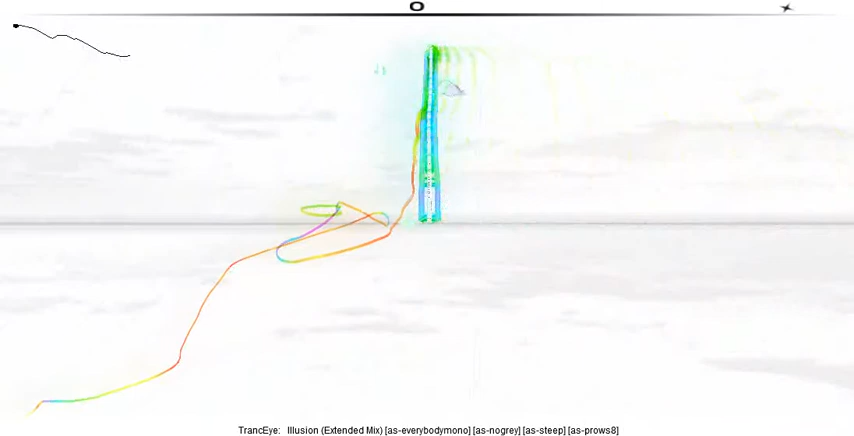 O
TrancEye: Illusion (Extended Mix) [as-everybodymono] [as-nogrey] [as-steep] [as-prows8]